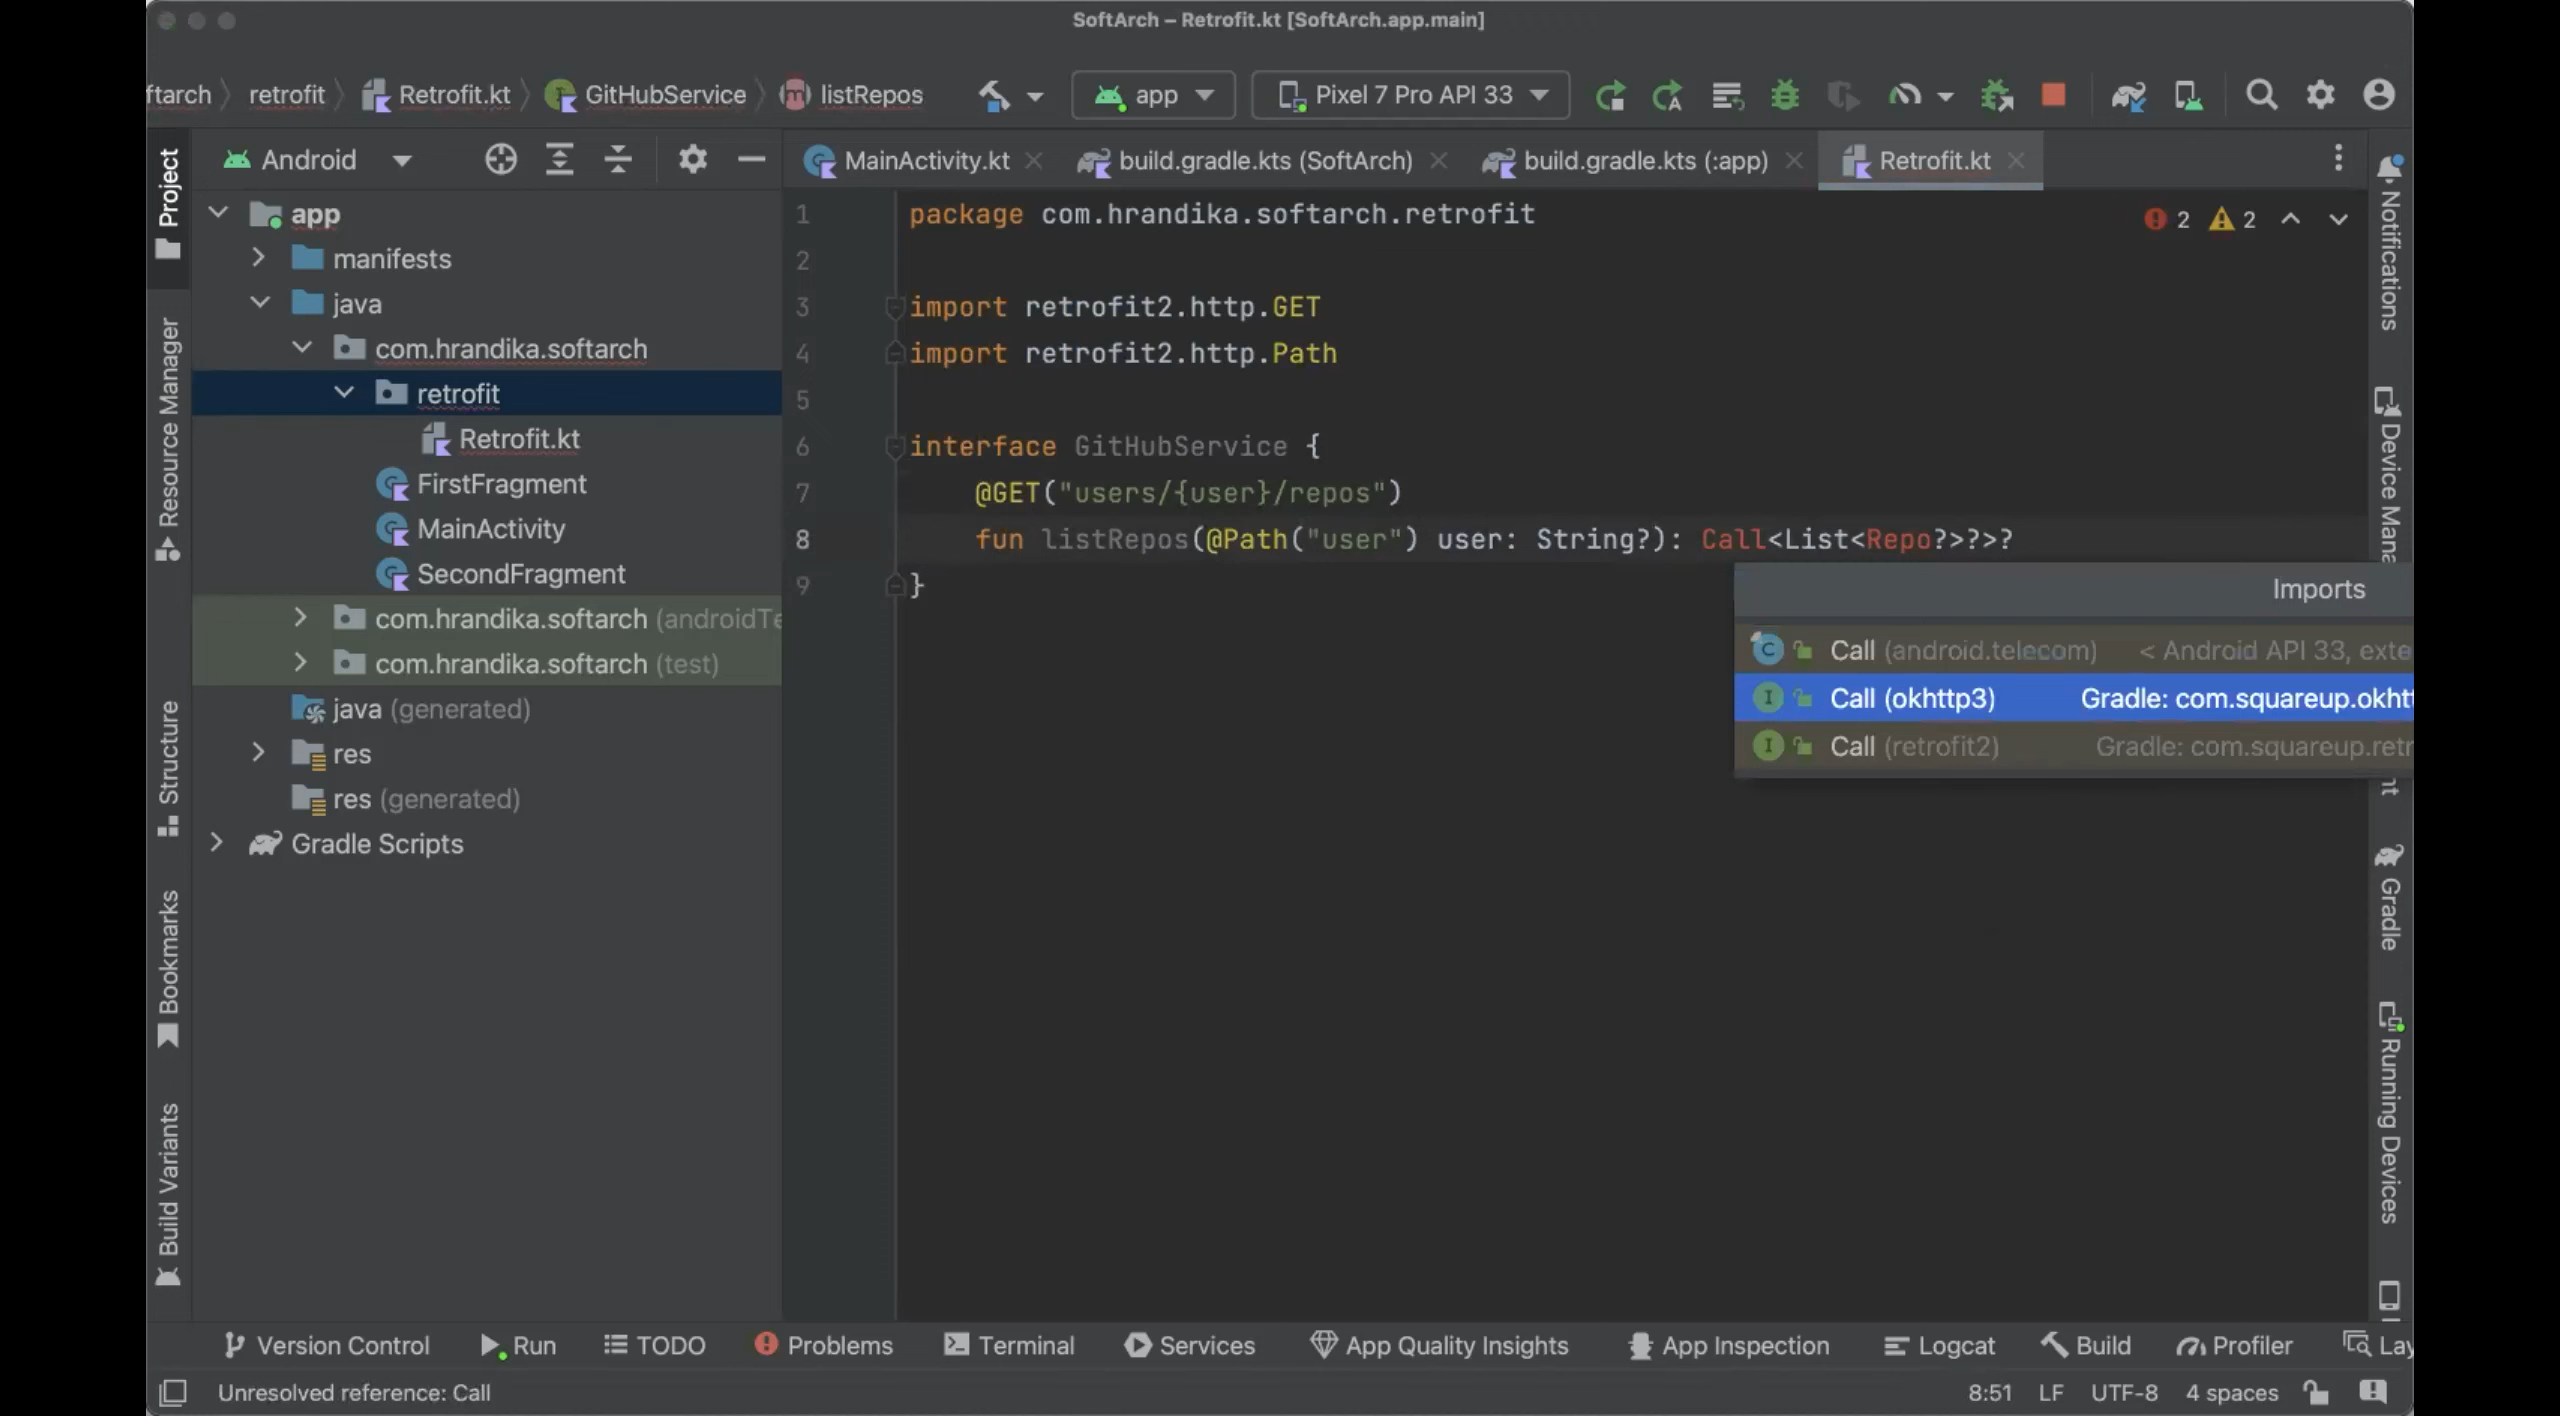 SoftArch – Retrofit.kt [SoftArch.app.main]
ftarch retrofit Retrofit.kt GitHubService listRepos app Pixel 7 Pro API 33
Project
Resource Manager
Structure
Bookmarks
Build Variants
Android
app
manifests
java
com.hrandika.softarch
retrofit
Retrofit.kt
FirstFragment
MainActivity
SecondFragment
com.hrandika.softarch (androidTe
com.hrandika.softarch (test)
java (generated)
res
res (generated)
Gradle Scripts
MainActivity.kt build.gradle.kts (SoftArch) build.gradle.kts (:app) Retrofit.kt
2 2
1 package com.hrandika.softarch.retrofit
2
3 import retrofit2.http.GET
4 import retrofit2.http.Path
5
6 interface GitHubService {
7 @GET("users/{user}/repos")
8 fun listRepos(@Path("user") user: String?): Call<List<Repo?>?>?
9 }
Imports
Call (android.telecom) < Android API 33, exte
Call (okhttp3) Gradle: com.squareup.okhtt
Call (retrofit2) Gradle: com.squareup.retr
Notifications
Device Mana
nt
Gradle
Running Devices
Version Control Run TODO Problems Terminal Services App Quality Insights App Inspection Logcat Build Profiler Lay
Unresolved reference: Call 8:51 LF UTF-8 4 spaces